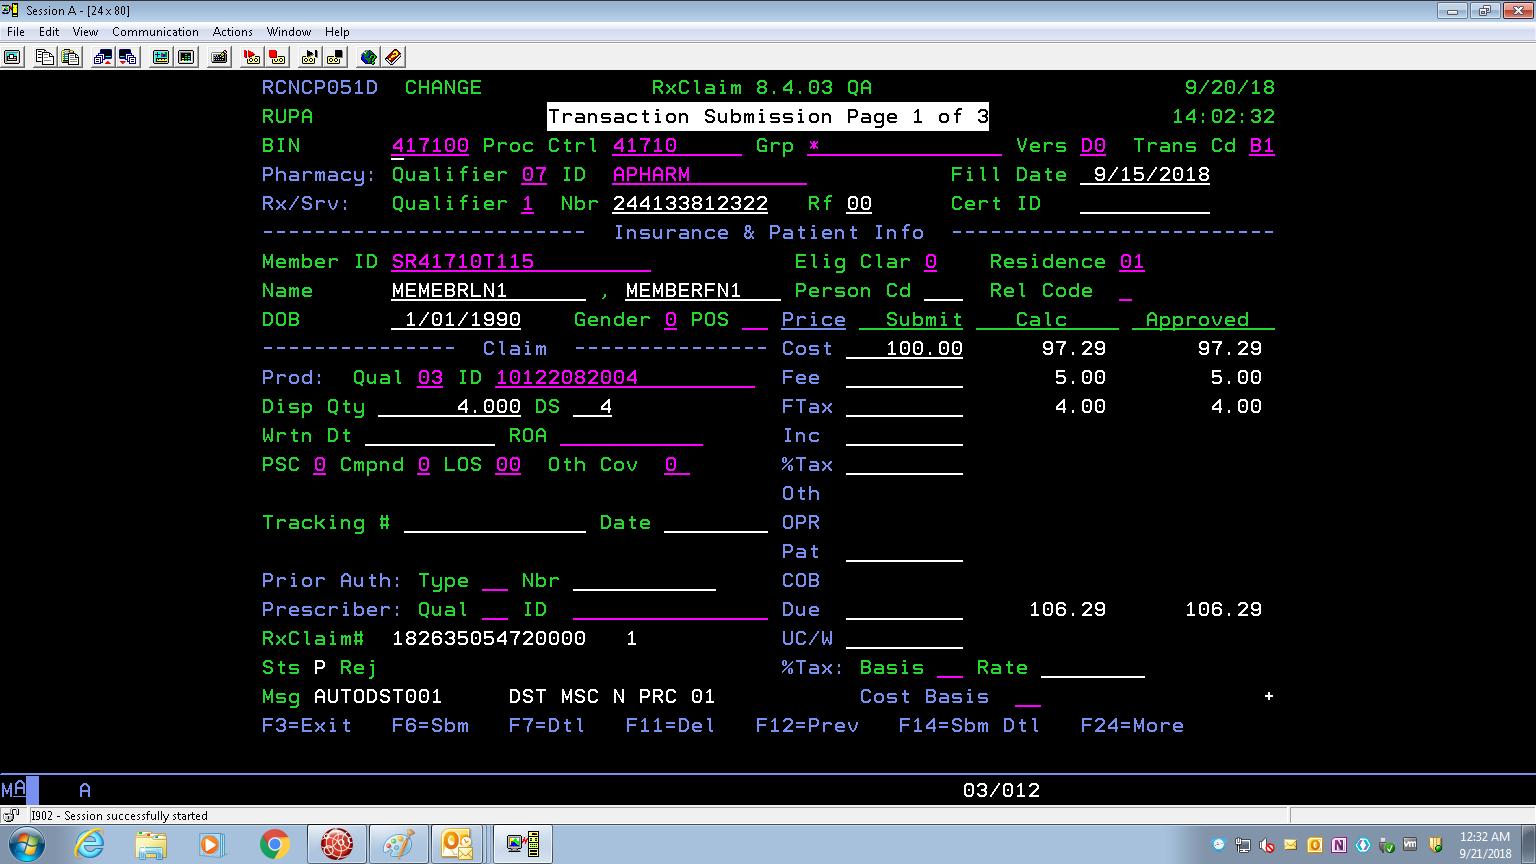 Session A - [24 x 80]
File Edit View Communication Actions Window Help
RCNCP051D CHANGE RxClaim 8.4.03 QA 9/20/18
RUPA Transaction Submission Page 1 of 3 14:02:32
BIN 417100 Proc Ctrl 41710 Grp * Vers D0 Trans Cd B1
Pharmacy: Qualifier 07 ID APHARM Fill Date 9/15/2018
Rx/Srv: Qualifier 1 Nbr 244133812322 Rf 00 Cert ID
------------------------- Insurance & Patient Info -------------------------
Member ID SR41710T115 Elig Clar 0 Residence 01
Name MEMEBRLN1 , MEMBERFN1 Person Cd Rel Code
DOB 1/01/1990 Gender 0 POS Price Submit Calc Approved
--------------- Claim --------------- Cost 100.00 97.29 97.29
Prod: Qual 03 ID 10122082004 Fee 5.00 5.00
Disp Qty 4.000 DS 4 FTax 4.00 4.00
Wrtn Dt ROA Inc
PSC 0 Cmpnd 0 LOS 00 Oth Cov 0 %Tax
Oth
Tracking # Date OPR
Pat
Prior Auth: Type Nbr COB
Prescriber: Qual ID Due 106.29 106.29
RxClaim# 182635054720000 1 UC/W
Sts P Rej %Tax: Basis Rate
Msg AUTODST001 DST MSC N PRC 01 Cost Basis +
F3=Exit F6=Sbm F7=Dtl F11=Del F12=Prev F14=Sbm Dtl F24=More
MA A 03/012
I902 - Session successfully started
12:32 AM
9/21/2018